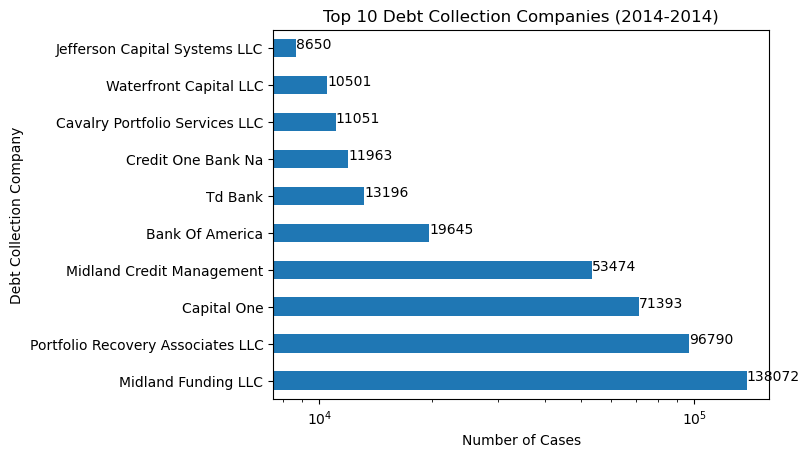 Top 10 Debt Collection Companies (2014-2014)
Debt Collection Company
Jefferson Capital Systems LLC 8650
Waterfront Capital LLC 10501
Cavalry Portfolio Services LLC 11051
Credit One Bank Na 11963
Td Bank 13196
Bank Of America 19645
Midland Credit Management 53474
Capital One 71393
Portfolio Recovery Associates LLC 96790
Midland Funding LLC 138072
10⁴ 10⁵
Number of Cases